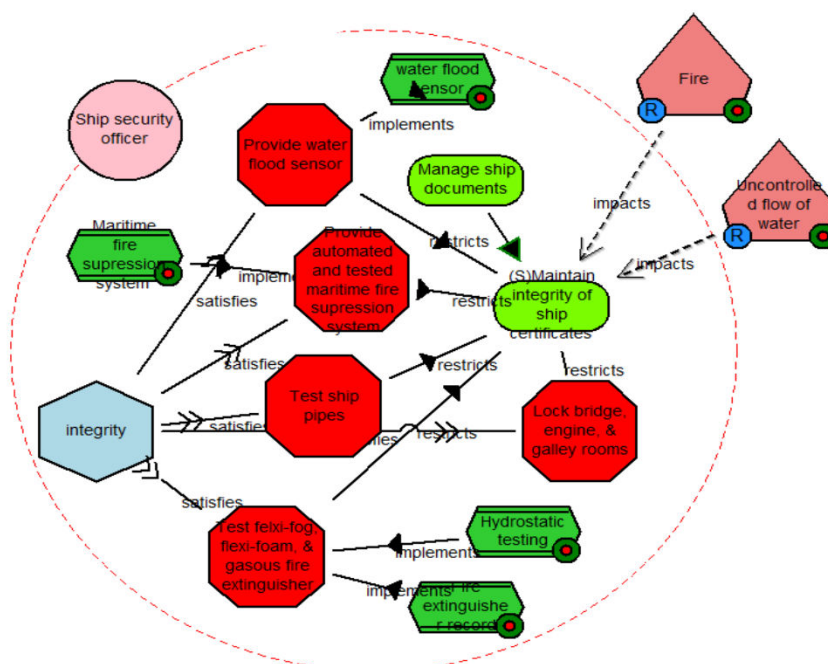 water flood
sensor
Fire
R
Ship security
officer
implements
Provide water
flood sensor
Manage ship
documents
impacts
Uncontrolle
d flow of
water
R
Maritime
fire
supression
system
Provide
automated
and tested
maritime fire
supression
system
restricts
impacts
implements
satisfies
(S)Maintain
integrity of
ship
certificates
restricts
satisfies
restricts
restricts
Test ship
pipes
integrity
satisfies
satisfies
restricts
Lock bridge,
engine, &
galley rooms
satisfies
Test felxi-fog,
flexi-foam, &
gasous fire
extinguisher
Hydrostatic
testing
implements
implements
Fire
extinguishe
r record